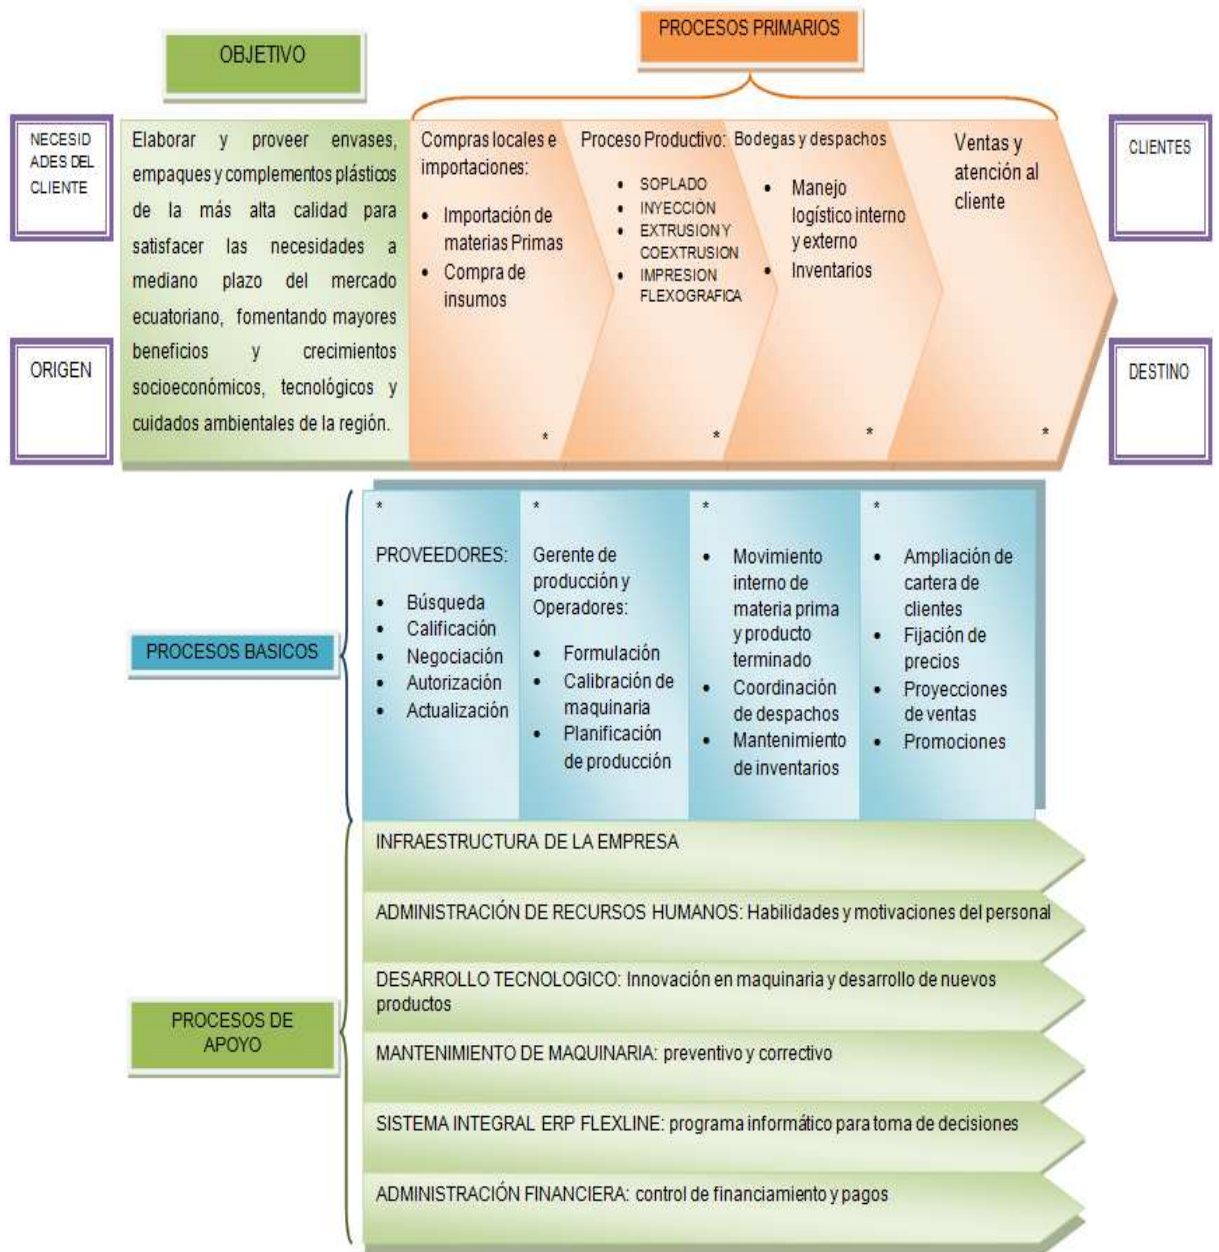 OBJETIVO
PROCESOS PRIMARIOS
NECESID
ADES DEL
CLIENTE
ORIGEN
Elaborar y proveer envases,
empaques y complementos plásticos
de la más alta calidad para
satisfacer las necesidades a
mediano plazo del mercado
ecuatoriano, fomentando mayores
beneficios y crecimientos
socioeconómicos, tecnológicos y
cuidados ambientales de la región.
Compras locales e
importaciones:
• Importación de
materias Primas
• Compra de
insumos
*
Proceso Productivo:
• SOPLADO
• INYECCIÓN
• EXTRUSION Y
COEXTRUSION
• IMPRESION
FLEXOGRAFICA
*
Bodegas y despachos
• Manejo
logístico interno
y externo
• Inventarios
*
Ventas y
atención al
cliente
*
CLIENTES
DESTINO
PROCESOS BASICOS
*
PROVEEDORES:
• Búsqueda
• Calificación
• Negociación
• Autorización
• Actualización
*
Gerente de
producción y
Operadores:
• Formulación
• Calibración de
maquinaria
• Planificación
de producción
*
• Movimiento
interno de
materia prima
y producto
terminado
• Coordinación
de despachos
• Mantenimiento
de inventarios
*
• Ampliación de
cartera de
clientes
• Fijación de
precios
• Proyecciones
de ventas
• Promociones
PROCESOS DE
APOYO
INFRAESTRUCTURA DE LA EMPRESA
ADMINISTRACIÓN DE RECURSOS HUMANOS: Habilidades y motivaciones del personal
DESARROLLO TECNOLOGICO: Innovación en maquinaria y desarrollo de nuevos
productos
MANTENIMIENTO DE MAQUINARIA: preventivo y correctivo
SISTEMA INTEGRAL ERP FLEXLINE: programa informático para toma de decisiones
ADMINISTRACIÓN FINANCIERA: control de financiamiento y pagos